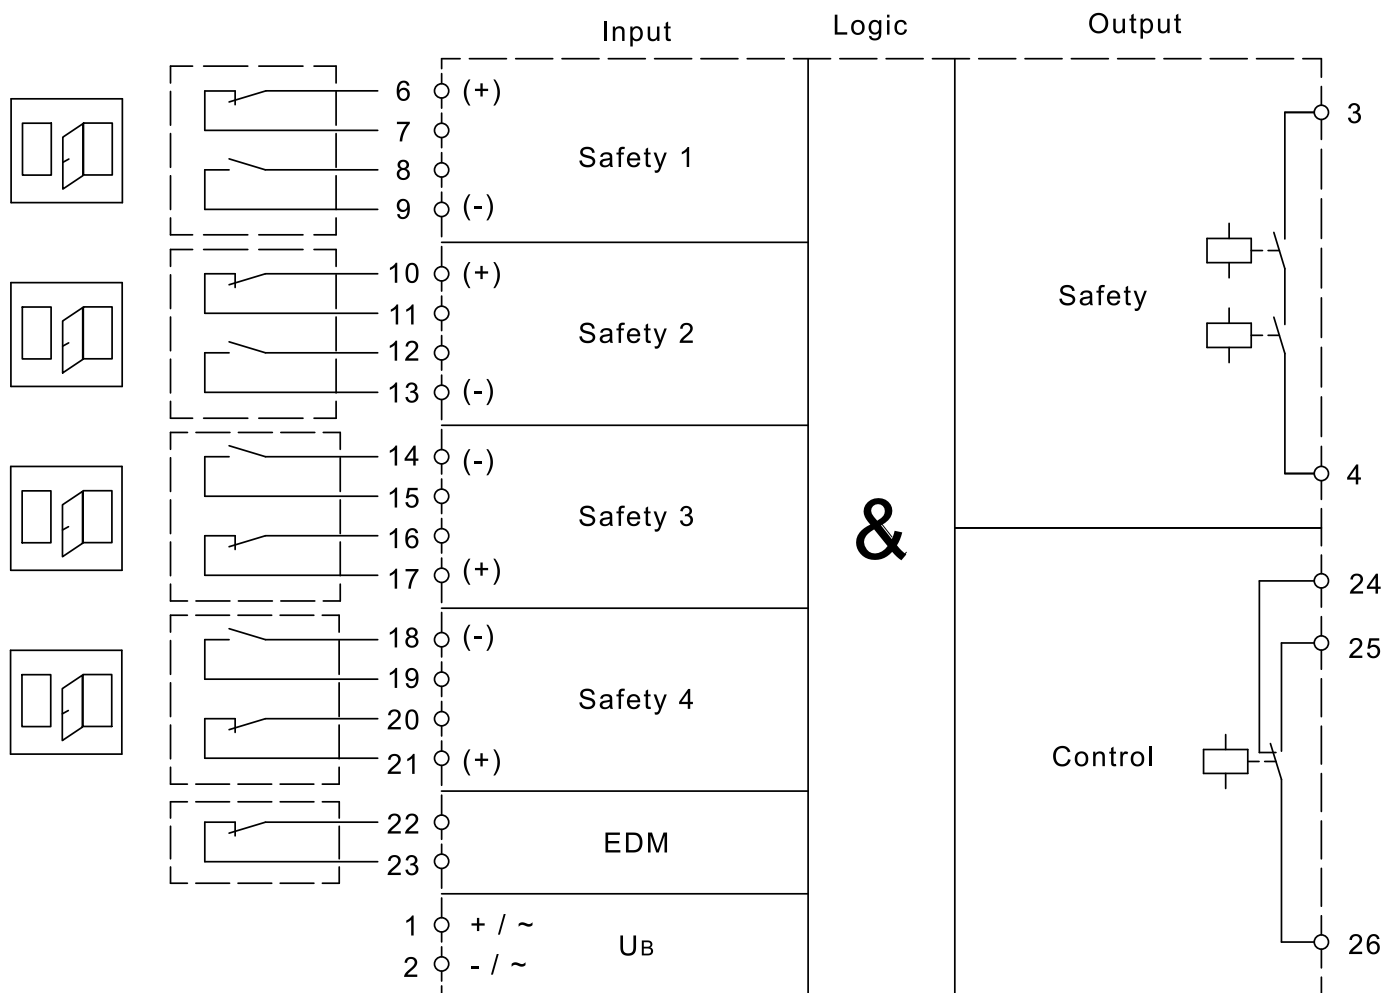 Input
Logic
Output
6 (+)
7
8
9 (-)
Safety 1
10 (+)
11
12
13 (-)
Safety 2
14 (-)
15
16
17 (+)
Safety 3
18 (-)
19
20
21 (+)
Safety 4
22
23
EDM
1 + / ~
2 - / ~
UB
&
3
Safety
4
24
25
Control
26